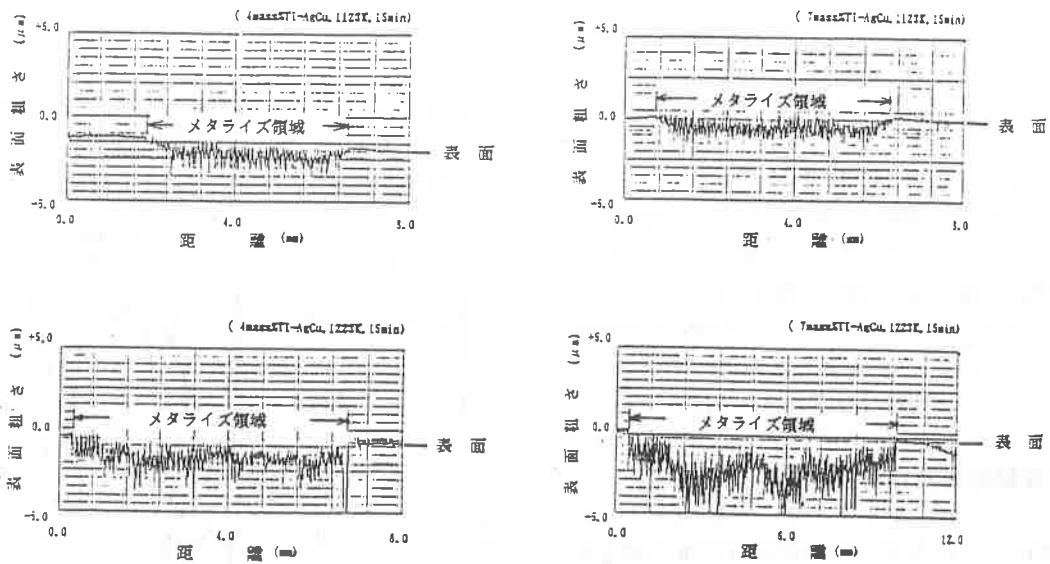 ( 4mass%Ti-AgCu, 1123K, 15min)
+5.0
表面粗さ (μm)
0.0
メタライズ領域
表面
-5.0
0.0
4.0
8.0
距離 (mm)
( 7mass%Ti-AgCu, 1123K, 15min)
+5.0
表面粗さ (μm)
0.0
メタライズ領域
表面
-5.0
0.0
4.0
8.0
距離 (mm)
( 4mass%Ti-AgCu, 1223K, 15min)
+5.0
表面粗さ (μm)
0.0
メタライズ領域
表面
-5.0
0.0
4.0
8.0
距離 (mm)
( 7mass%Ti-AgCu, 1223K, 15min)
+5.0
表面粗さ (μm)
0.0
メタライズ領域
表面
-5.0
0.0
6.0
12.0
距離 (mm)